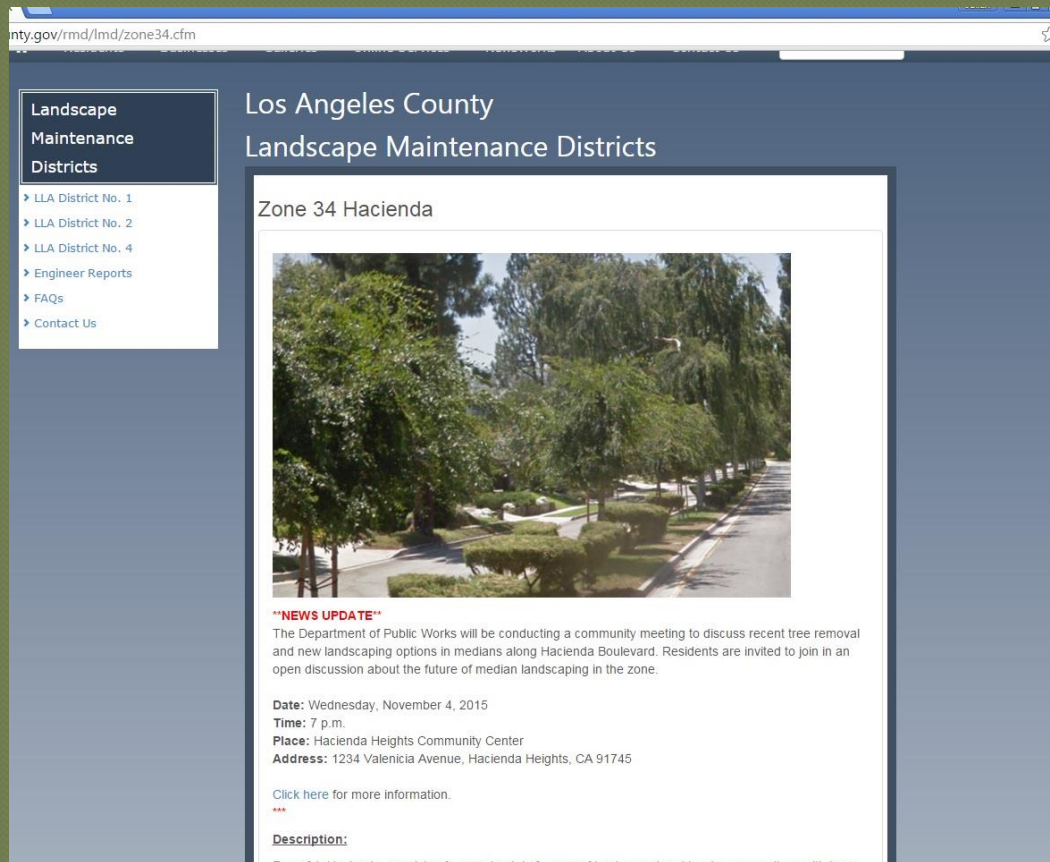 nty.gov/rmd/lmd/zone34.cfm
Landscape
Maintenance
Districts
LLA District No. 1
LLA District No. 2
LLA District No. 4
Engineer Reports
FAQs
Contact Us
Los Angeles County
Landscape Maintenance Districts
Zone 34 Hacienda
**NEWS UPDATE**
The Department of Public Works will be conducting a community meeting to discuss recent tree removal
and new landscaping options in medians along Hacienda Boulevard. Residents are invited to join in an
open discussion about the future of median landscaping in the zone.
Date: Wednesday, November 4, 2015
Time: 7 p.m.
Place: Hacienda Heights Community Center
Address: 1234 Valenicia Avenue, Hacienda Heights, CA 91745
Click here for more information.
***
Description: